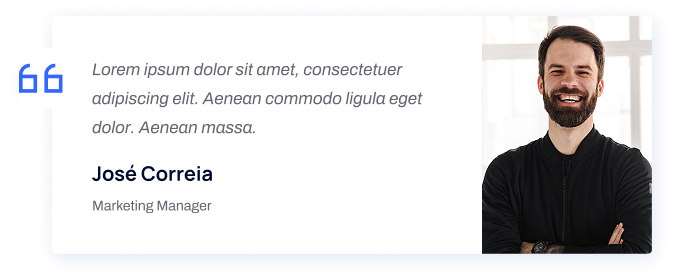 Lorem ipsum dolor sit amet, consectetuer
adipiscing elit. Aenean commodo ligula eget
dolor. Aenean massa.
José Correia
Marketing Manager